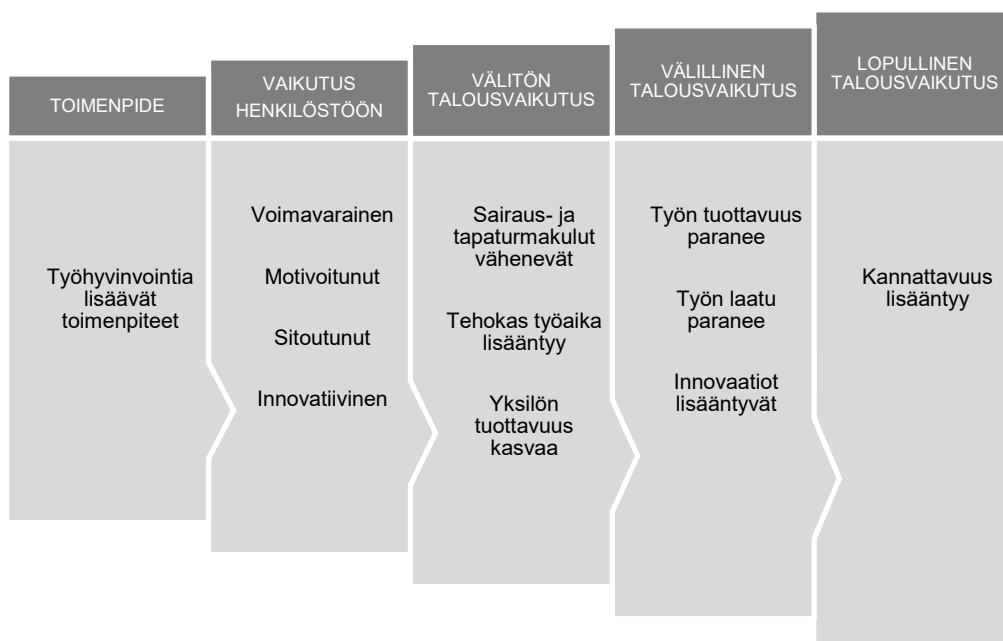 TOIMENPIDE
Työhyvinvointia
lisäävät
toimenpiteet
VAIKUTUS
HENKILÖSTÖÖN
Voimavarainen
Motivoitunut
Sitoutunut
Innovatiivinen
VÄLITÖN
TALOUSVAIKUTUS
Sairaus- ja
tapaturmakulut
vähenevät
Tehokas työaika
lisääntyy
Yksilön
tuottavuus
kasvaa
VÄLILLINEN
TALOUSVAIKUTUS
Työn tuottavuus
paranee
Työn laatu
paranee
Innovaatiot
lisääntyvät
LOPULLINEN
TALOUSVAIKUTUS
Kannattavuus
lisääntyy